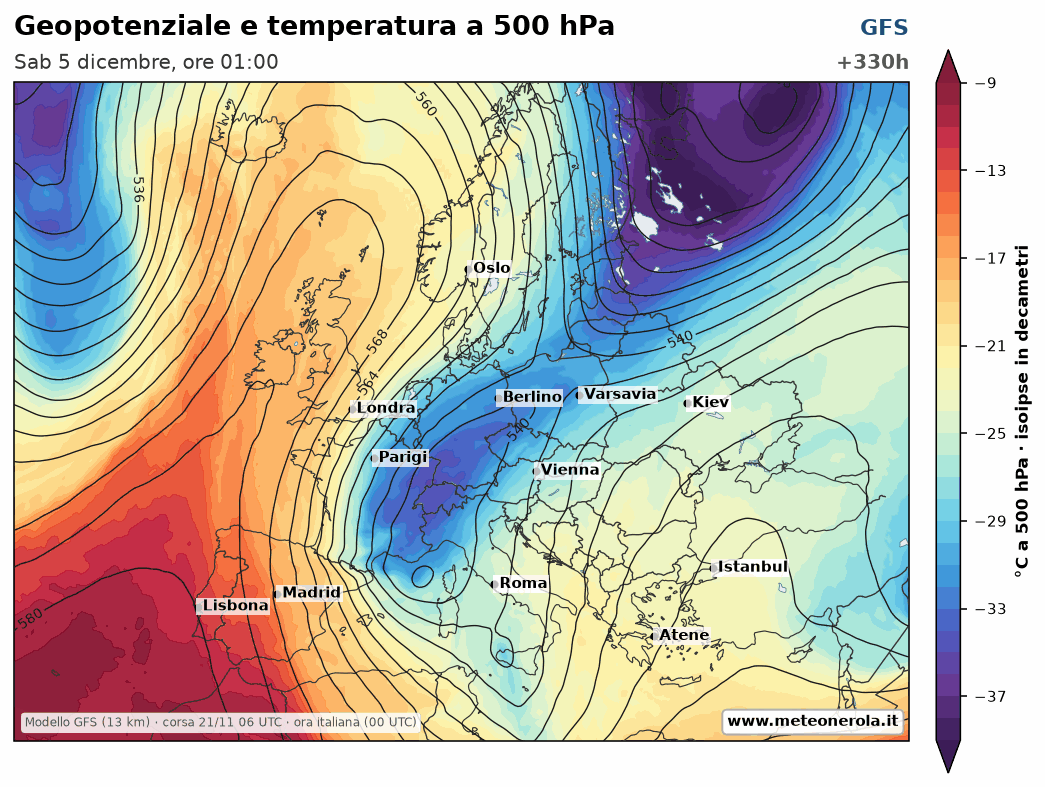 Geopotenziale e temperatura a 500 hPa
GFS
Sab 5 dicembre, ore 01:00
+330h
560
536
Oslo
568
564
540
Londra
Berlino
Varsavia
Kiev
540
Parigi
Vienna
Istanbul
Roma
Madrid
Lisbona
580
Atene
Modello GFS (13 km) · corsa 21/11 06 UTC · ora italiana (00 UTC)
www.meteonerola.it
−9
−13
−17
−21
−25
−29
−33
−37
°C a 500 hPa · isoipse in decametri